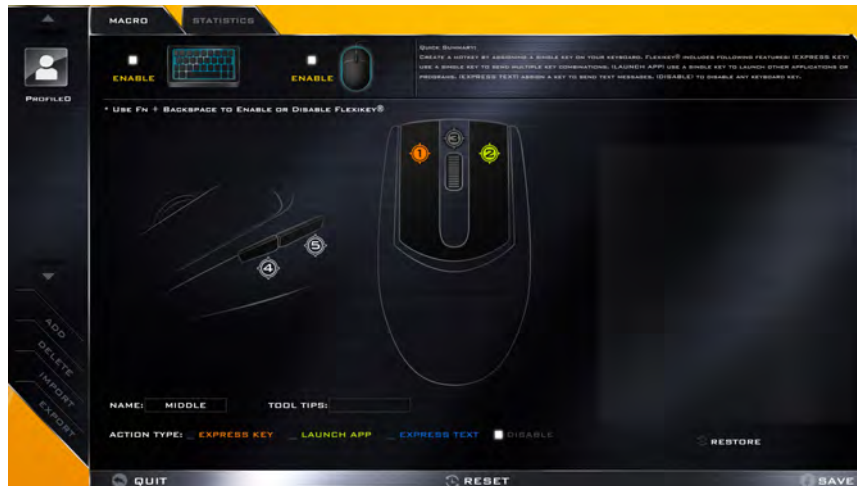 MACRO
STATISTICS
PROFILE0
ENABLE
ENABLE
QUICK SUMMARY:
CREATE A HOTKEY BY ASSIGNING A SINGLE KEY ON YOUR KEYBOARD. FLEXIKEY® INCLUDES FOLLOWING FEATURES: (EXPRESS KEY)
USE A SINGLE KEY TO SEND MULTIPLE KEY COMBINATIONS. (LAUNCH APP) USE A SINGLE KEY TO LAUNCH OTHER APPLICATIONS OR
PROGRAMS. (EXPRESS TEXT) ASSIGN A KEY TO SEND TEXT MESSAGES. (DISABLE) TO DISABLE ANY KEYBOARD KEY.
* USE FN + BACKSPACE TO ENABLE OR DISABLE FLEXIKEY®
3
1
2
5
4
ADD
DELETE
IMPORT
EXPORT
NAME: MIDDLE TOOL TIPS:
ACTION TYPE: EXPRESS KEY LAUNCH APP EXPRESS TEXT DISABLE
RESTORE
QUIT RESET SAVE